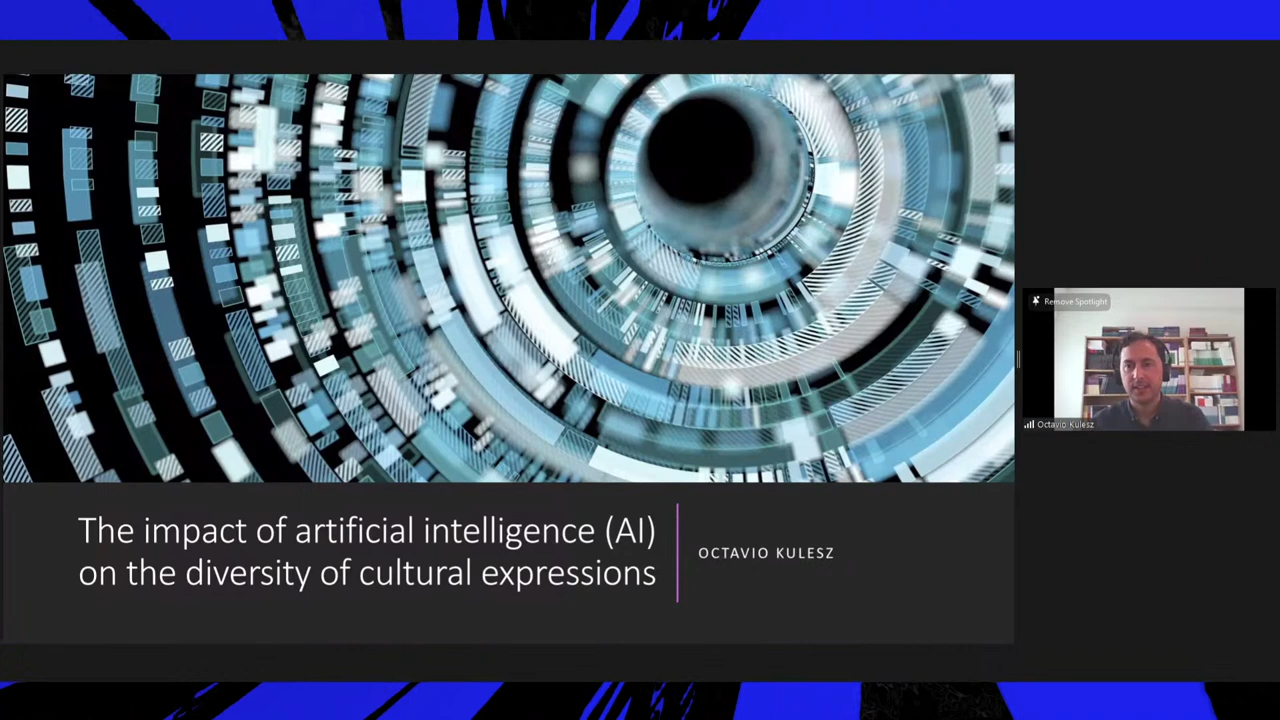 The impact of artificial intelligence (AI)
on the diversity of cultural expressions
OCTAVIO KULESZ
Remove Spotlight
Octavio Kulesz